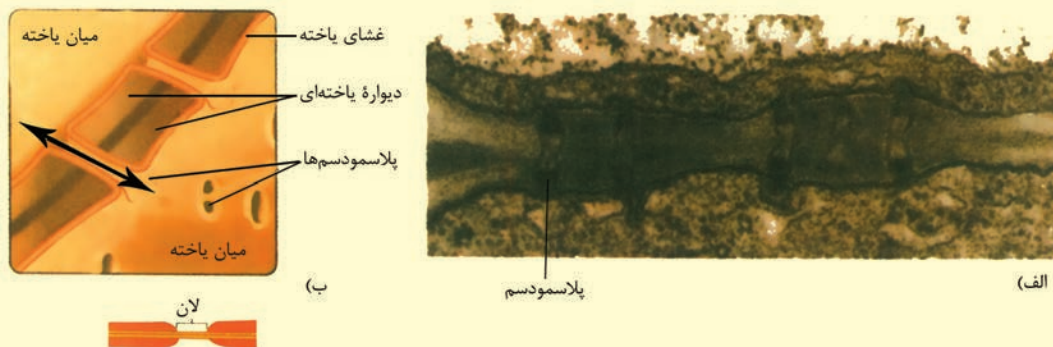 میان یاخته
غشای یاخته
دیوارهٔ یاخته‌ای
پلاسمودسم‌ها
میان یاخته
ب)
لان
پلاسمودسم
الف)